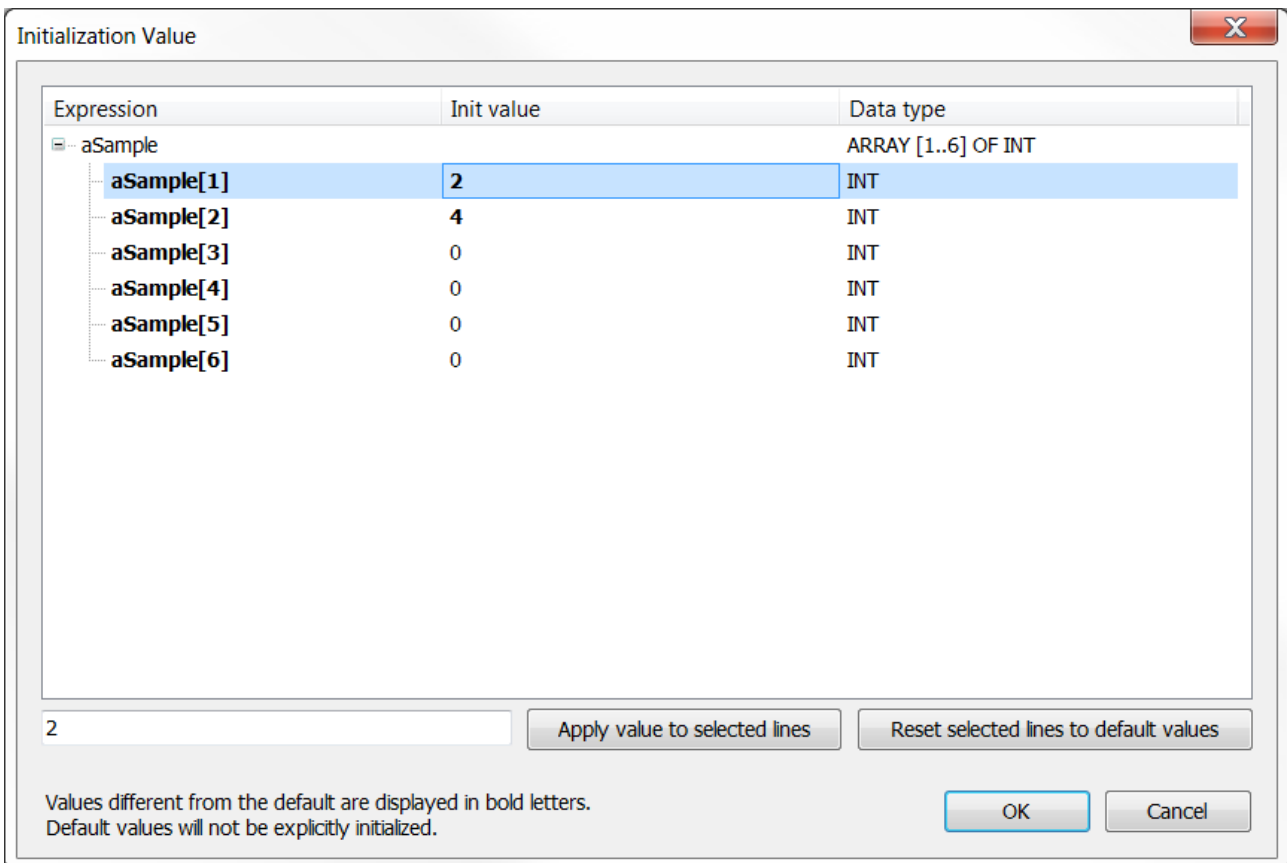 Initialization Value
Expression Init value Data type
aSample ARRAY [1..6] OF INT
aSample[1] 2 INT
aSample[2] 4 INT
aSample[3] 0 INT
aSample[4] 0 INT
aSample[5] 0 INT
aSample[6] 0 INT
2 Apply value to selected lines Reset selected lines to default values
Values different from the default are displayed in bold letters.
Default values will not be explicitly initialized.
OK Cancel